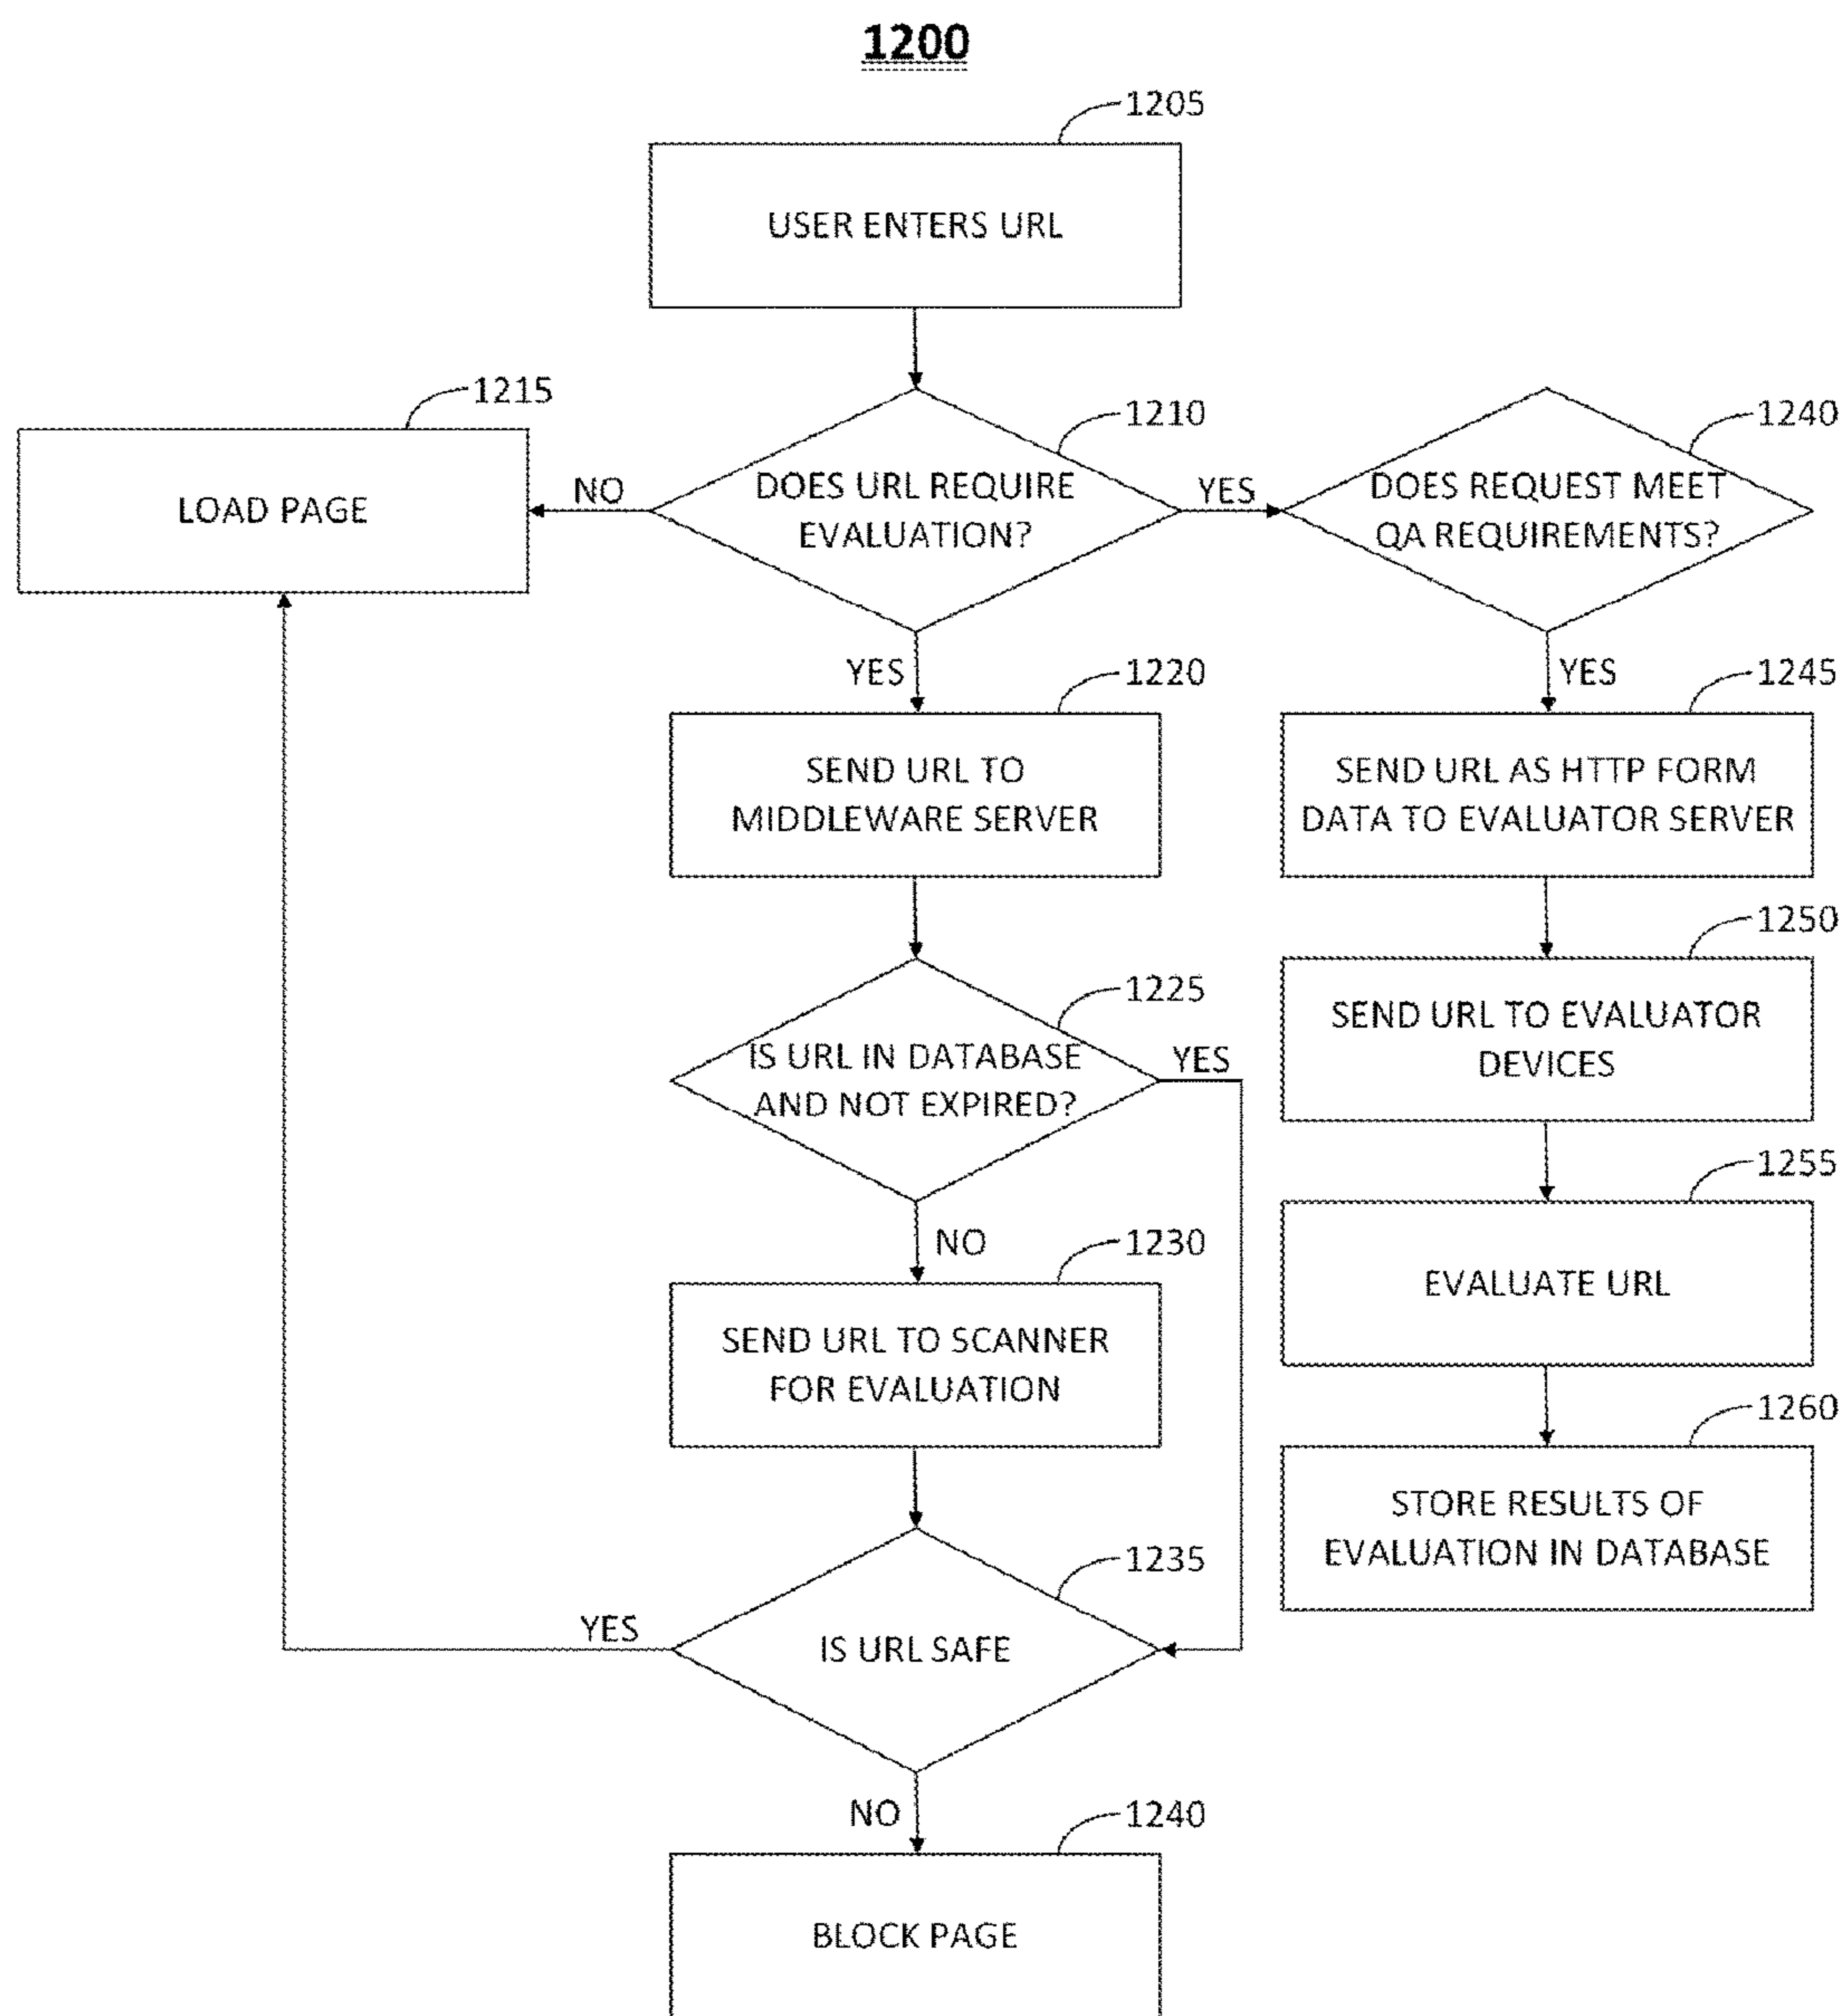 1200
1205
USER ENTERS URL
1215
LOAD PAGE
NO
1210
DOES URL REQUIRE
EVALUATION?
YES
1240
DOES REQUEST MEET
QA REQUIREMENTS?
YES
1220
SEND URL TO
MIDDLEWARE SERVER
YES
1245
SEND URL AS HTTP FORM
DATA TO EVALUATOR SERVER
1225
IS URL IN DATABASE
AND NOT EXPIRED?
YES
1250
SEND URL TO EVALUATOR
DEVICES
1255
EVALUATE URL
NO
1230
SEND URL TO SCANNER
FOR EVALUATION
1260
STORE RESULTS OF
EVALUATION IN DATABASE
1235
IS URL SAFE
YES
NO
1240
BLOCK PAGE